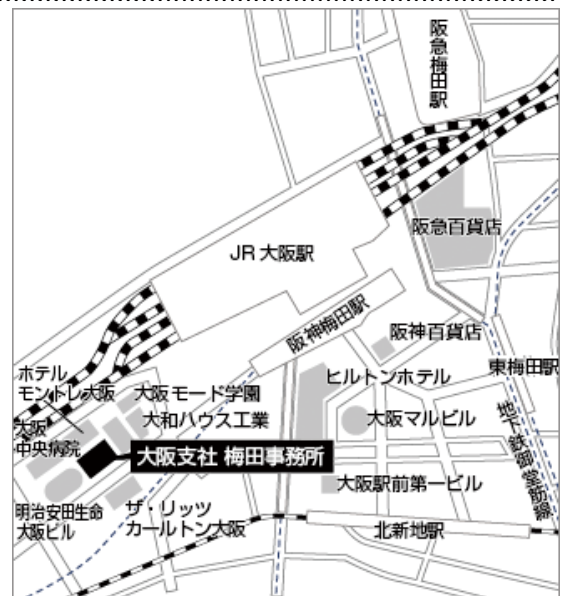 阪急梅田駅
阪急百貨店
JR 大阪駅
阪神梅田駅
阪神百貨店
東梅田駅
ホテル
モントレ大阪
大阪モード学園
ヒルトンホテル
大和ハウス工業
大阪マルビル
大阪
中央病院
大阪支社 梅田事務所
地下鉄御堂筋線
大阪駅前第一ビル
明治安田生命
大阪ビル
ザ・リッツ
カールトン大阪
北新地駅